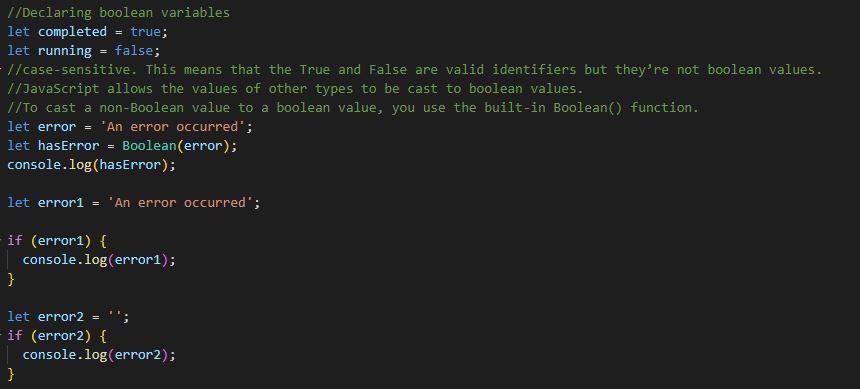 //Declaring boolean variables
let completed = true;
let running = false;
//case-sensitive. This means that the True and False are valid identifiers but they’re not boolean values.
//JavaScript allows the values of other types to be cast to boolean values.
//To cast a non-Boolean value to a boolean value, you use the built-in Boolean() function.
let error = 'An error occurred';
let hasError = Boolean(error);
console.log(hasError);
let error1 = 'An error occurred';
if (error1) {
  console.log(error1);
}
let error2 = '';
if (error2) {
  console.log(error2);
}